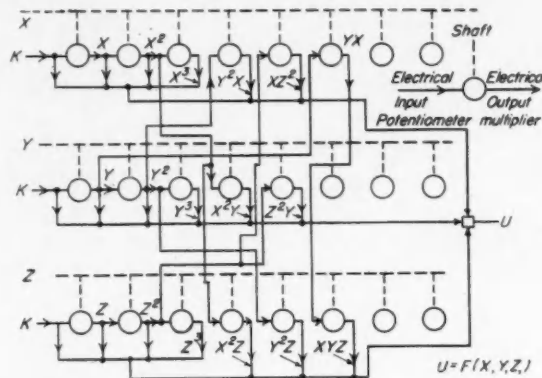 X
K X X² X³ Y²X XZ² YX
Shaft
Electrical Input
Electrica Output
Potentiometer multiplier
Y
K Y Y² Y³ X²Y Z²Y
U
Z
K Z Z² Z³ X²Z Y²Z XYZ
U = F(X, Y, Z,)